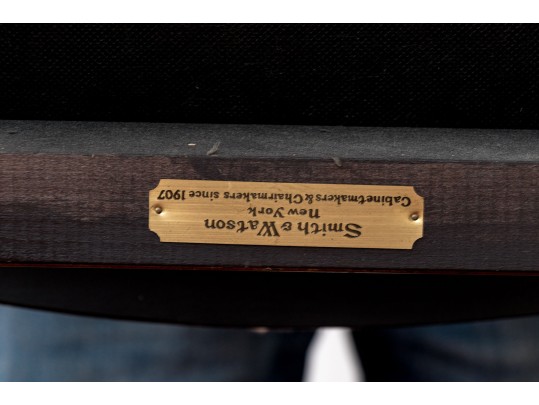 Smith & Watson
New York
Cabinetmakers & Chairmakers since 1907